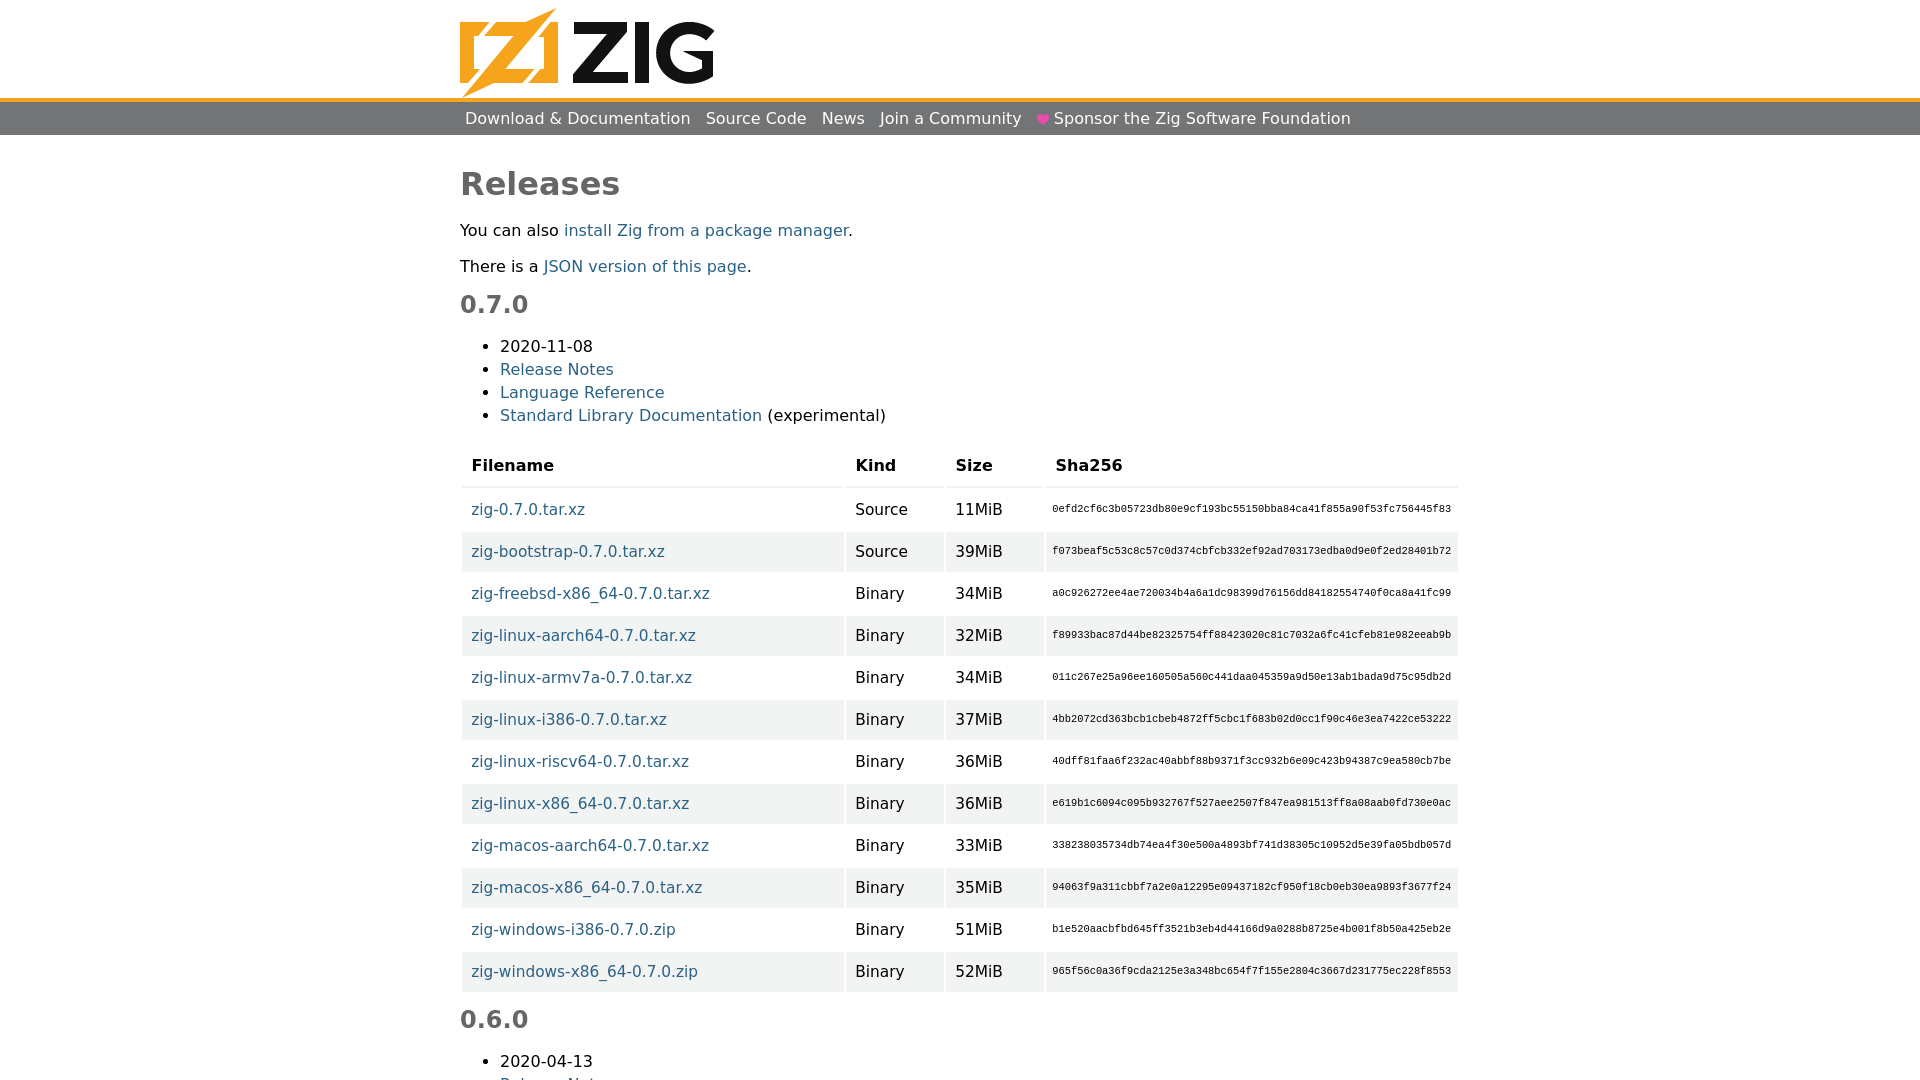 ZIG
Download & Documentation Source Code News Join a Community Sponsor the Zig Software Foundation
Releases
You can also install Zig from a package manager.
There is a JSON version of this page.
0.7.0
• 2020-11-08
• Release Notes
• Language Reference
• Standard Library Documentation (experimental)
Filename Kind Size Sha256
zig-0.7.0.tar.xz Source 11MiB 0efd2cf6c3b05723db80e9cf193bc55150bba84ca41f855a90f53fc756445f83
zig-bootstrap-0.7.0.tar.xz Source 39MiB f073beaf5c53c8c57c0d374cbfcb332ef92ad703173edba0d9e0f2ed28401b72
zig-freebsd-x86_64-0.7.0.tar.xz Binary 34MiB a0c926272ee4ae720034b4a6a1dc98399d76156dd84182554740f0ca8a41fc99
zig-linux-aarch64-0.7.0.tar.xz Binary 32MiB f89933bac87d44be82325754ff88423020c81c7032a6fc41cfeb81e982eeab9b
zig-linux-armv7a-0.7.0.tar.xz Binary 34MiB 011c267e25a96ee160505a560c441daa045359a9d50e13ab1bada9d75c95db2d
zig-linux-i386-0.7.0.tar.xz Binary 37MiB 4bb2072cd363bcb1cbeb4872ff5cbc1f683b02d0cc1f90c46e3ea7422ce53222
zig-linux-riscv64-0.7.0.tar.xz Binary 36MiB 40dff81faa6f232ac40abbf88b9371f3cc932b6e09c423b94387c9ea580cb7be
zig-linux-x86_64-0.7.0.tar.xz Binary 36MiB e619b1c6094c095b932767f527aee2507f847ea981513ff8a08aab0fd730e0ac
zig-macos-aarch64-0.7.0.tar.xz Binary 33MiB 338238035734db74ea4f30e500a4893bf741d38305c10952d5e39fa05bdb057d
zig-macos-x86_64-0.7.0.tar.xz Binary 35MiB 94063f9a311cbbf7a2e0a12295e09437182cf950f18cb0eb30ea9893f3677f24
zig-windows-i386-0.7.0.zip Binary 51MiB b1e520aacbfbd645ff3521b3eb4d44166d9a0288b8725e4b001f8b50a425eb2e
zig-windows-x86_64-0.7.0.zip Binary 52MiB 965f56c0a36f9cda2125e3a348bc654f7f155e2804c3667d231775ec228f8553
0.6.0
• 2020-04-13